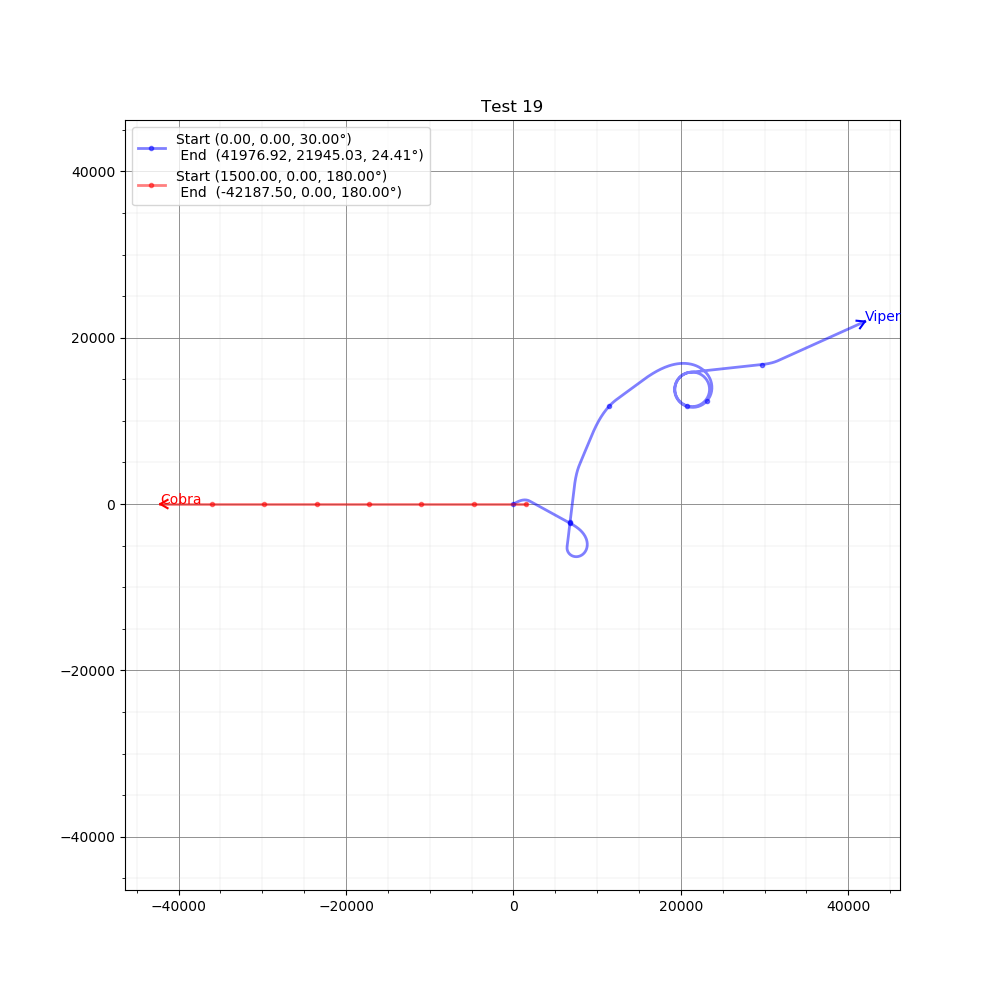 Test 19
Start (0.00, 0.00, 30.00°)
End (41976.92, 21945.03, 24.41°)
Start (1500.00, 0.00, 180.00°)
End (-42187.50, 0.00, 180.00°)
40000
20000
0
−20000
−40000
Viper
Cobra
−40000 −20000 0 20000 40000